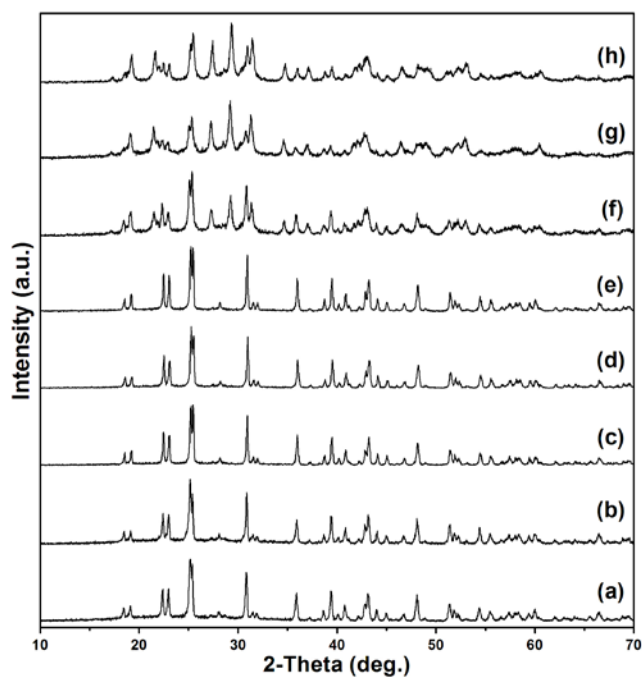 (h)
(g)
(f)
(e)
(d)
(c)
(b)
(a)
Intensity (a.u.)
10 20 30 40 50 60 70
2-Theta (deg.)